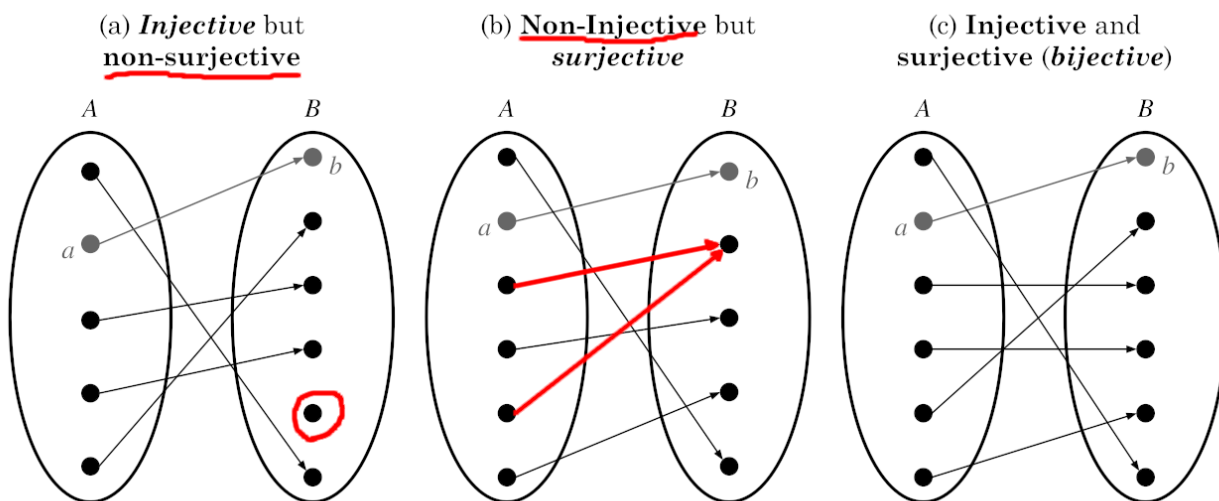 (a) Injective but
non-surjective
(b) Non-Injective but
surjective
(c) Injective and
surjective (bijective)
A
B
A
B
A
B
b
a
b
a
b
a